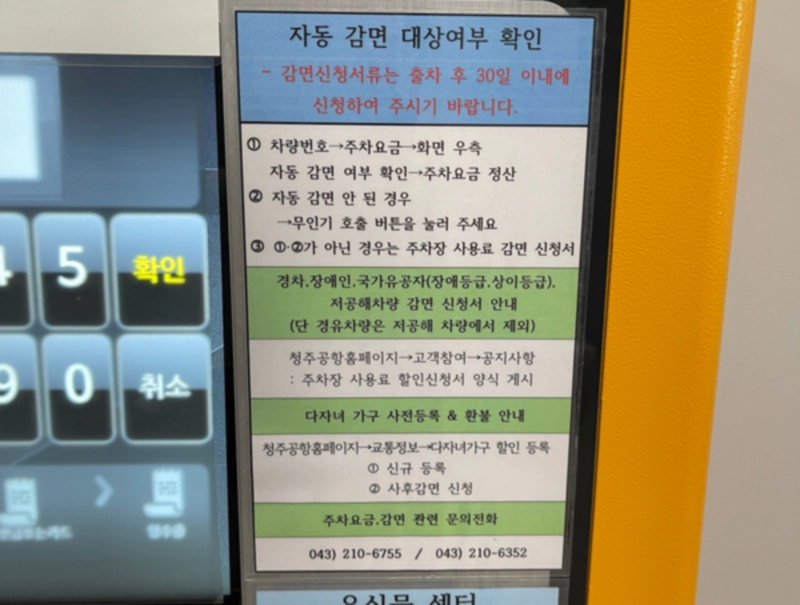 자동 감면 대상여부 확인
- 감면신청서류는 출차 후 30일 이내에
신청하여 주시기 바랍니다.
① 차량번호→주차요금→화면 우측
자동 감면 여부 확인→주차요금 정산
② 자동 감면 안 된 경우
→무인기 호출 버튼을 눌러 주세요
③ ①·②가 아닌 경우는 주차장 사용료 감면 신청서
경차.장애인.국가유공자(장애등급.상이등급).
저공해차량 감면 신청서 안내
(단 경유차량은 저공해 차량에서 제외)
청주공항홈페이지→고객참여→공지사항
: 주차장 사용료 할인신청서 양식 게시
다자녀 가구 사전등록 & 환불 안내
청주공항홈페이지→교통정보→다자녀가구 할인 등록
① 신규 등록
② 사후감면 신청
주차요금.감면 관련 문의전화
043) 210-6755 / 043) 210-6352
4 5 확인
9 0 취소
영수증